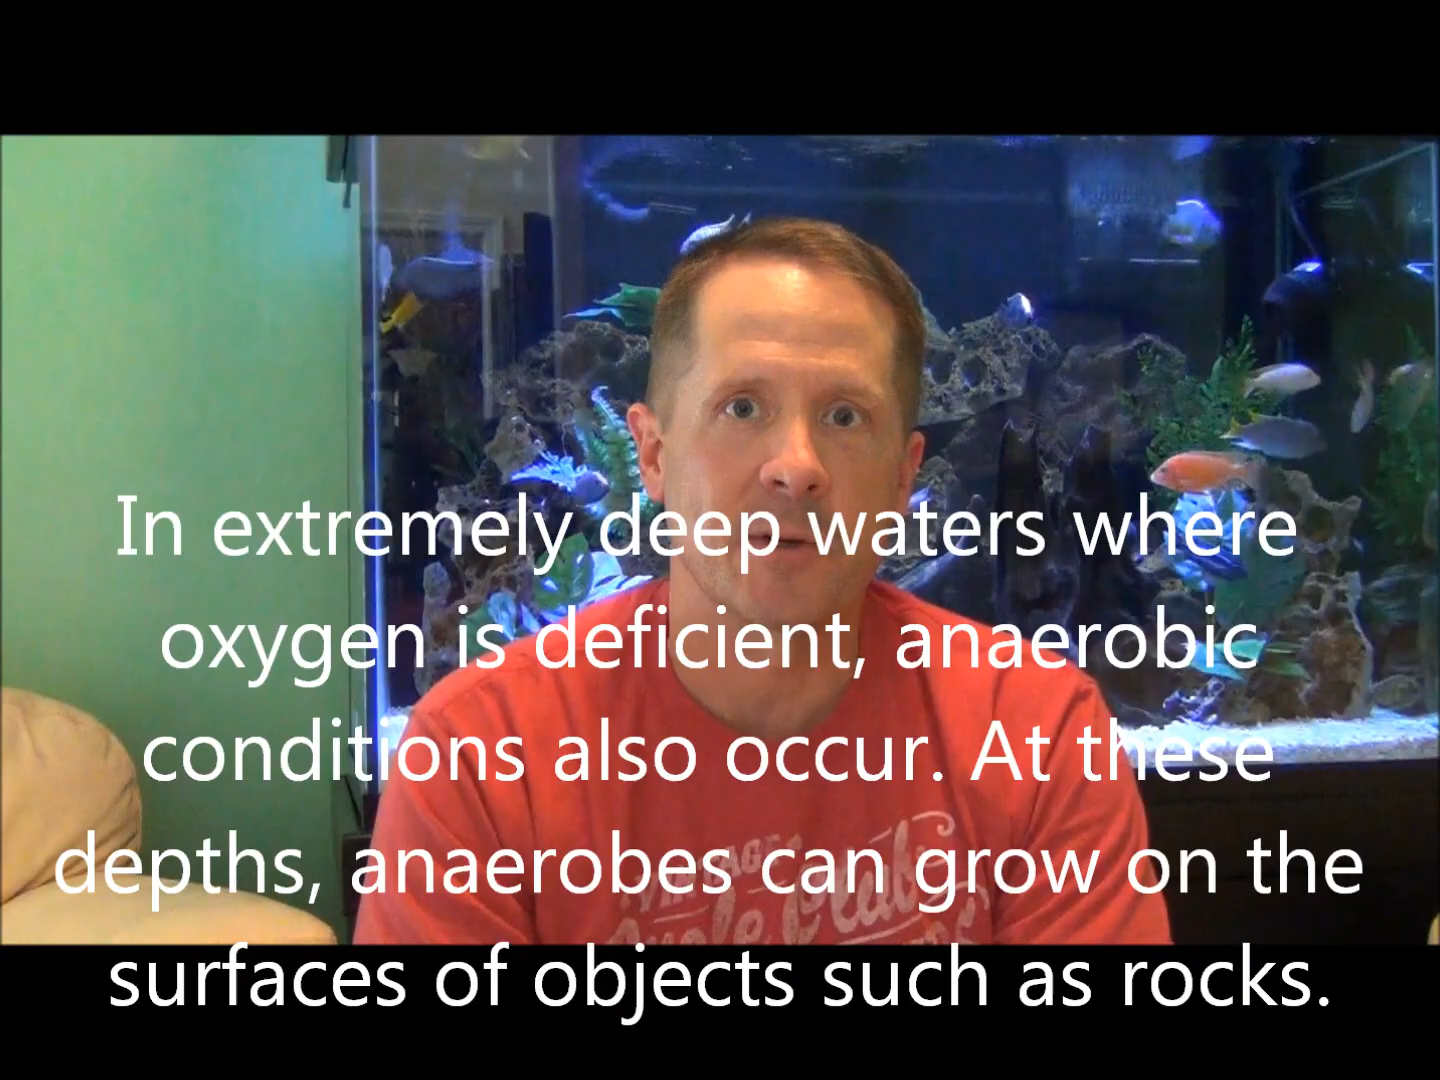 In extremely deep waters where
oxygen is deficient, anaerobic
conditions also occur. At these
depths, anaerobes can grow on the
surfaces of objects such as rocks.